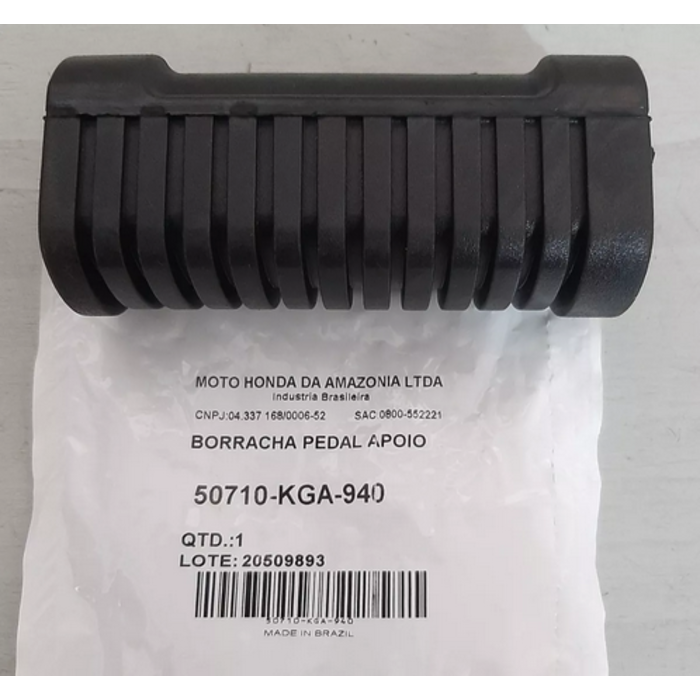 MOTO HONDA DA AMAZONIA LTDA
Industria Brasileira
CNPJ:04.337.168/0006-52 SAC 0800-552221
BORRACHA PEDAL APOIO
50710-KGA-940
QTD.:1
LOTE: 20509893
50710-KGA-940
MADE IN BRAZIL